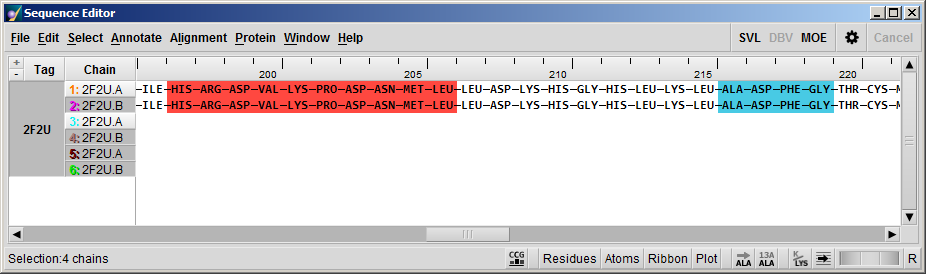 Sequence Editor
File Edit Select Annotate Alignment Protein Window Help SVL DBV MOE Cancel
+ - Tag Chain 200 205 210 215 220
1: 2F2U.A —ILE—HIS—ARG—ASP—VAL—LYS—PRO—ASP—ASN—MET—LEU—LEU—ASP—LYS—HIS—GLY—HIS—LEU—LYS—LEU—ALA—ASP—PHE—GLY—THR—CYS—
2: 2F2U.B —ILE—HIS—ARG—ASP—VAL—LYS—PRO—ASP—ASN—MET—LEU—LEU—ASP—LYS—HIS—GLY—HIS—LEU—LYS—LEU—ALA—ASP—PHE—GLY—THR—CYS—
3: 2F2U.A
2F2U
4: 2F2U.B
5: 2F2U.A
6: 2F2U.B
Selection:4 chains CCG Residues Atoms Ribbon Plot ALA 13A ALA K LYS R